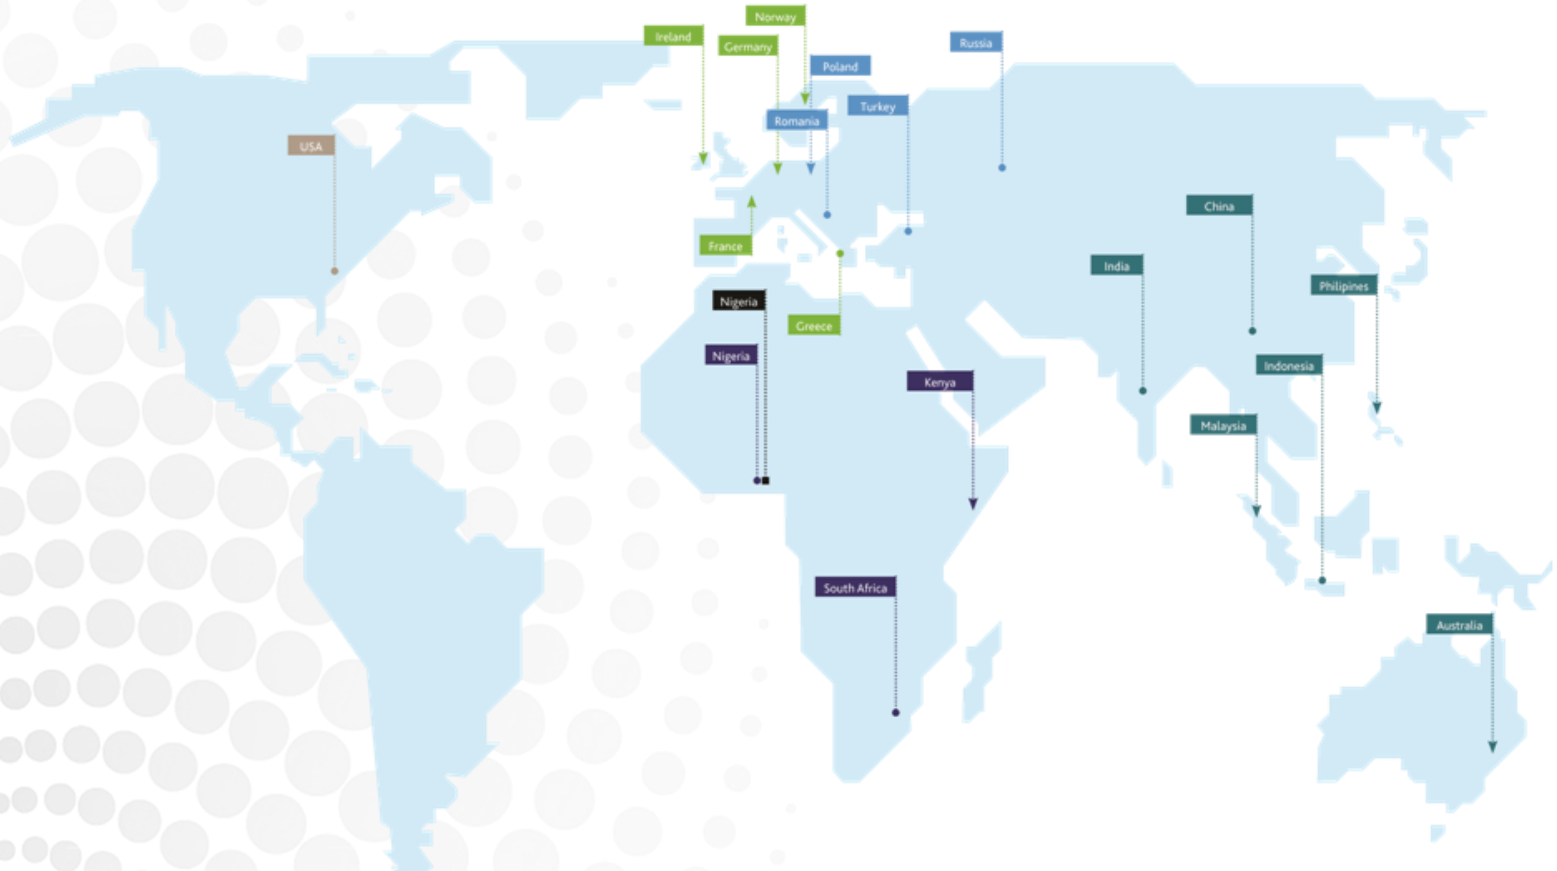 Norway
Ireland
Germany
Russia
Poland
Turkey
Romania
USA
China
France
India
Philipines
Nigeria
Greece
Nigeria
Indonesia
Kenya
Malaysia
South Africa
Australia